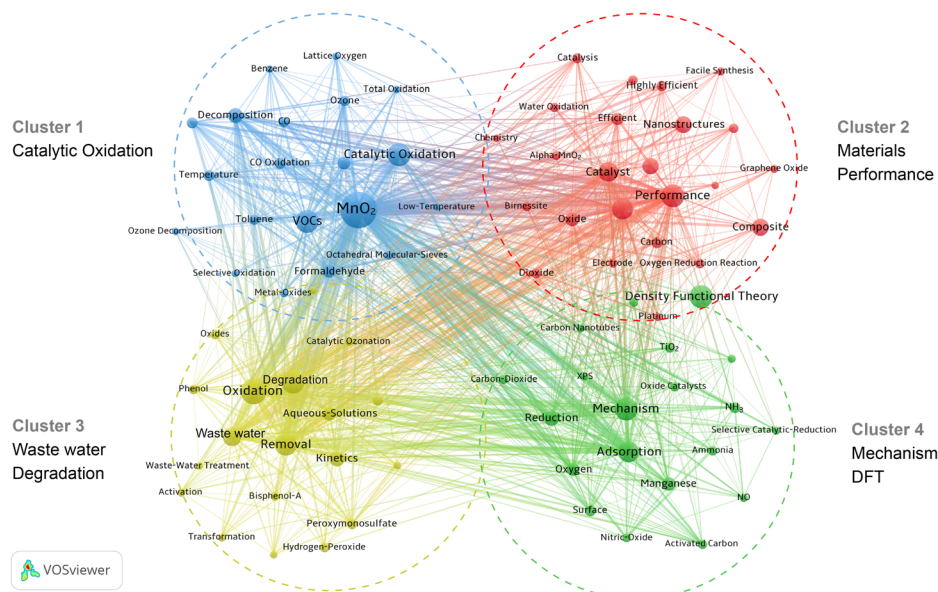 Cluster 1
Catalytic Oxidation
Lattice Oxygen
Benzene
Total Oxidation
Ozone
Decomposition
CO
Catalytic Oxidation
CO Oxidation
Temperature
MnO₂
Low-Temperature
VOCs
Toluene
Ozone Decomposition
Octahedral Molecular-Sieves
Selective Oxidation
Formaldehyde
Metal-Oxides
Cluster 2
Materials
Performance
Catalysis
Facile Synthesis
Highly Efficient
Water Oxidation
Efficient
Nanostructures
Chemistry
Alpha-MnO₂
Graphene Oxide
Catalyst
Performance
Birnessite
Oxide
Composite
Carbon
Electrode
Oxygen Reduction Reaction
Dioxide
Platinum
Cluster 3
Waste water
Degradation
Oxides
Catalytic Ozonation
Degradation
Phenol
Oxidation
Aqueous-Solutions
Waste water
Removal
Kinetics
Waste-Water Treatment
Activation
Bisphenol-A
Peroxymonosulfate
Transformation
Hydrogen-Peroxide
Cluster 4
Mechanism
DFT
Density Functional Theory
Carbon Nanotubes
TiO₂
Carbon-Dioxide
XPS
Oxide Catalysts
Mechanism
NH₃
Reduction
Selective Catalytic-Reduction
Adsorption
Ammonia
Oxygen
Manganese
NO
Surface
Nitric-Oxide
Activated Carbon
VOSviewer